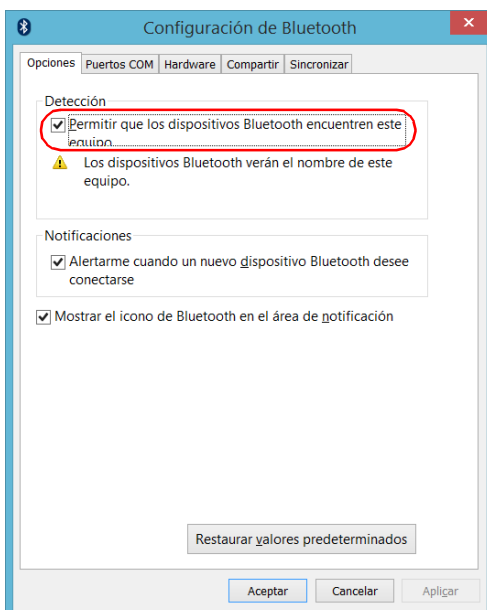 Configuración de Bluetooth
Opciones Puertos COM Hardware Compartir Sincronizar
Detección
Permitir que los dispositivos Bluetooth encuentren este
equipo
Los dispositivos Bluetooth verán el nombre de este
equipo.
Notificaciones
Alertarme cuando un nuevo dispositivo Bluetooth desee
conectarse
Mostrar el icono de Bluetooth en el área de notificación
Restaurar valores predeterminados
Aceptar Cancelar Aplicar